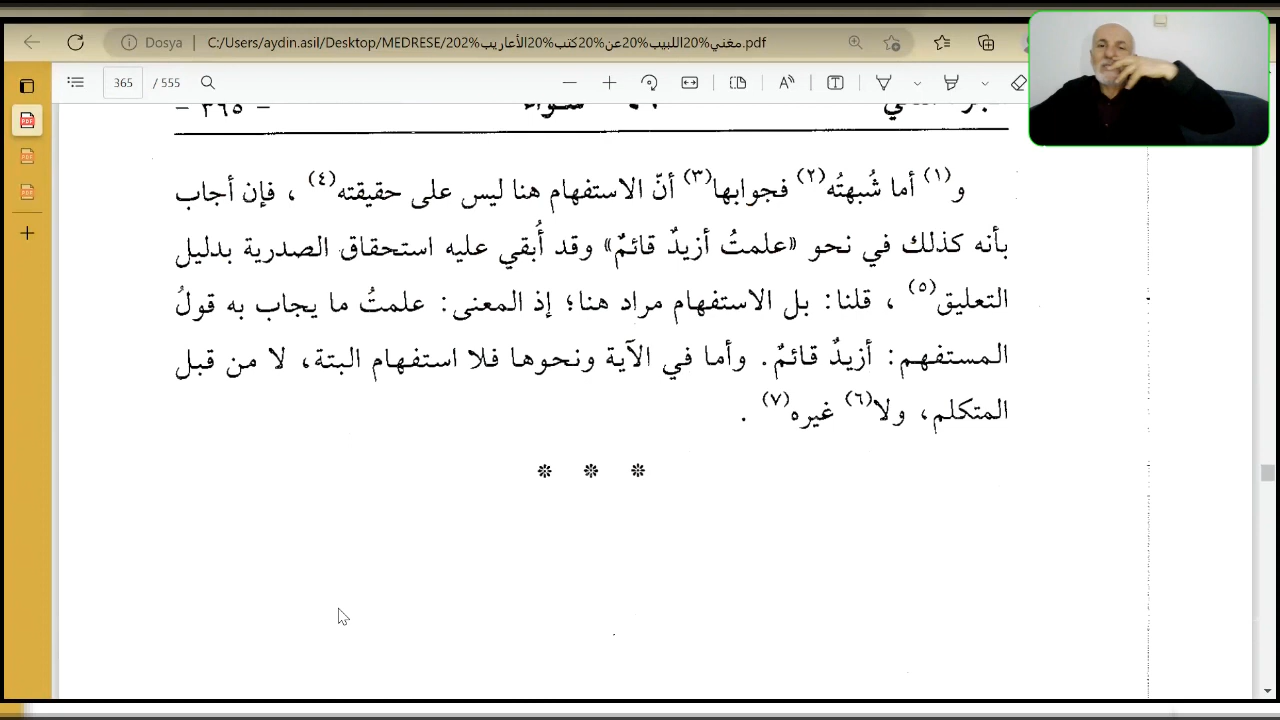 Dosya
C:/Users/aydin.asil/desktop/MEDRESE/202%مغني%20اللبيب%20عن%20كتب%20الأعاريب.pdf
365 / 555
- ٣٦٥ -
سواء
و(١) أما شُبهتُه(٢) فجوابها(٣) أنّ الاستفهام هنا ليس على حقيقته(٤) ، فإن أجاب
بأنه كذلك في نحو «علمتُ أزيدٌ قائمٌ» وقد أُبقي عليه استحقاق الصدرية بدليل
التعليق(٥) ، قلنا: بل الاستفهام مراد هنا؛ إذ المعنى: علمتُ ما يجاب به قولُ
المستفهم: أزيدٌ قائمٌ. وأما في الآية ونحوها فلا استفهام البتة، لا من قبل
المتكلم، ولا(٦) غيره(٧) .